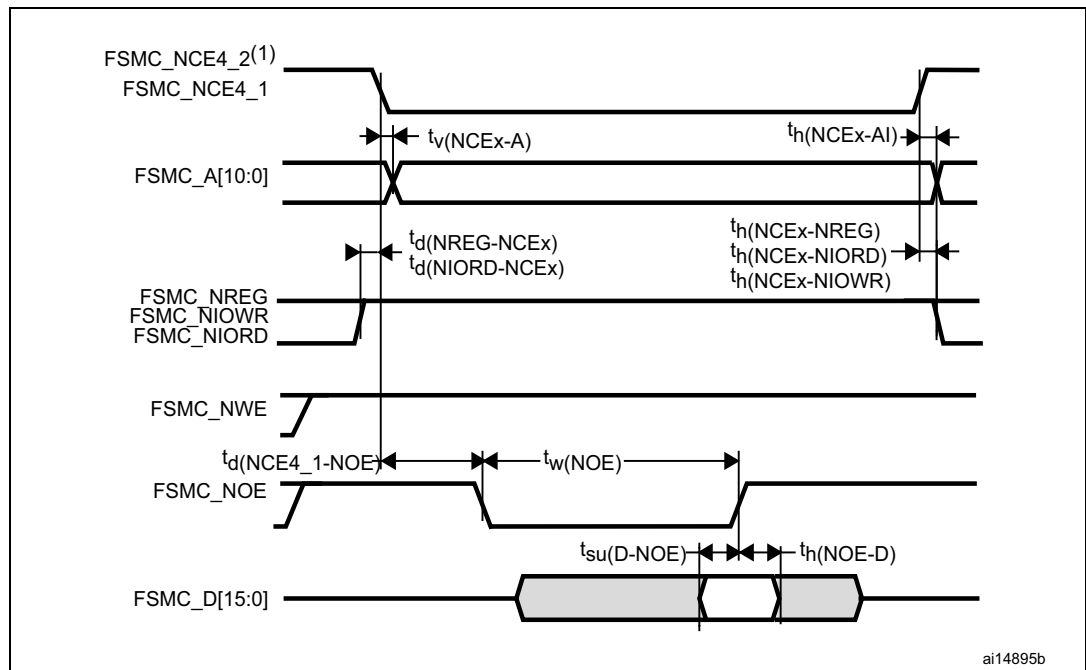 FSMC_NCE4_2(1)
FSMC_NCE4_1
tv(NCEx-A)
th(NCEx-AI)
FSMC_A[10:0]
td(NREG-NCEx)
td(NIORD-NCEx)
th(NCEx-NREG)
th(NCEx-NIORD)
th(NCEx-NIOWR)
FSMC_NREG
FSMC_NIOWR
FSMC_NIORD
FSMC_NWE
td(NCE4_1-NOE)
tw(NOE)
FSMC_NOE
tsu(D-NOE)
th(NOE-D)
FSMC_D[15:0]
ai14895b